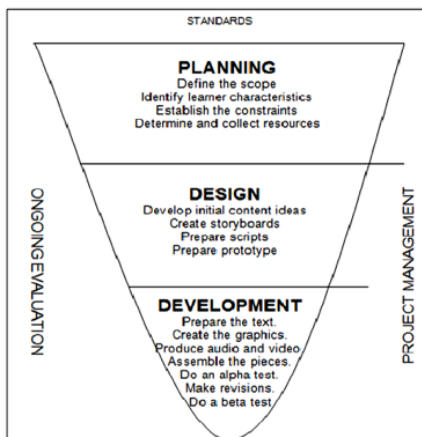 STANDARDS
PLANNING
Define the scope
Identify learner characteristics
Establish the constraints
Determine and collect resources
ONGOING EVALUATION
PROJECT MANAGEMENT
DESIGN
Develop initial content ideas
Create storyboards
Prepare scripts
Prepare prototype
DEVELOPMENT
Prepare the text.
Create the graphics.
Produce audio and video
Assemble the pieces.
Do an alpha test.
Make revisions.
Do a beta test